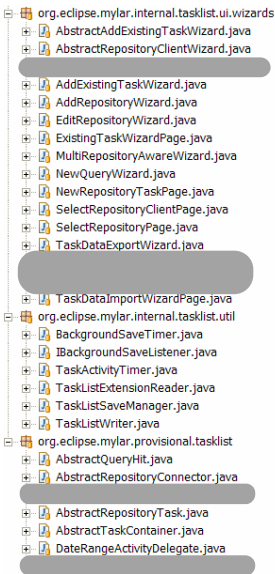 org.eclipse.mylar.internal.tasklist.ui.wizards
AbstractAddExistingTaskWizard.java
AbstractRepositoryClientWizard.java
AddExistingTaskWizard.java
AddRepositoryWizard.java
EditRepositoryWizard.java
ExistingTaskWizardPage.java
MultiRepositoryAwareWizard.java
NewQueryWizard.java
NewRepositoryTaskPage.java
SelectRepositoryClientPage.java
SelectRepositoryPage.java
TaskDataExportWizard.java
TaskDataImportWizardPage.java
org.eclipse.mylar.internal.tasklist.util
BackgroundSaveTimer.java
IBackgroundSaveListener.java
TaskActivityTimer.java
TaskListExtensionReader.java
TaskListSaveManager.java
TaskListWriter.java
org.eclipse.mylar.provisional.tasklist
AbstractQueryHit.java
AbstractRepositoryConnector.java
AbstractRepositoryTask.java
AbstractTaskContainer.java
DateRangeActivityDelegate.java